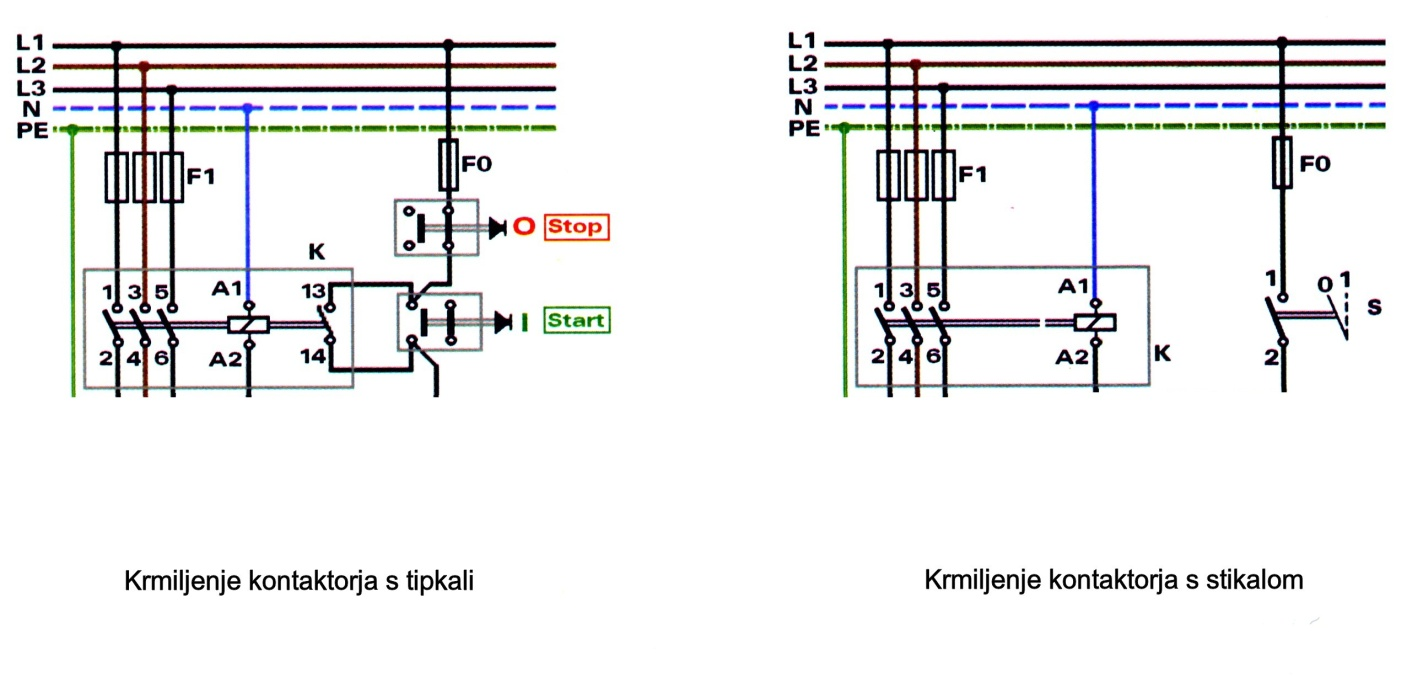 L1
L2
L3
N
PE
F1
F0
O Stop
K
1 3 5 A1 13
I Start
2 4 6 A2 14
Krmiljenje kontaktorja s tipkali
L1
L2
L3
N
PE
F1
F0
1 3 5 A1
1 0 1
S
2 4 6 A2 K
2
Krmiljenje kontaktorja s stikalom